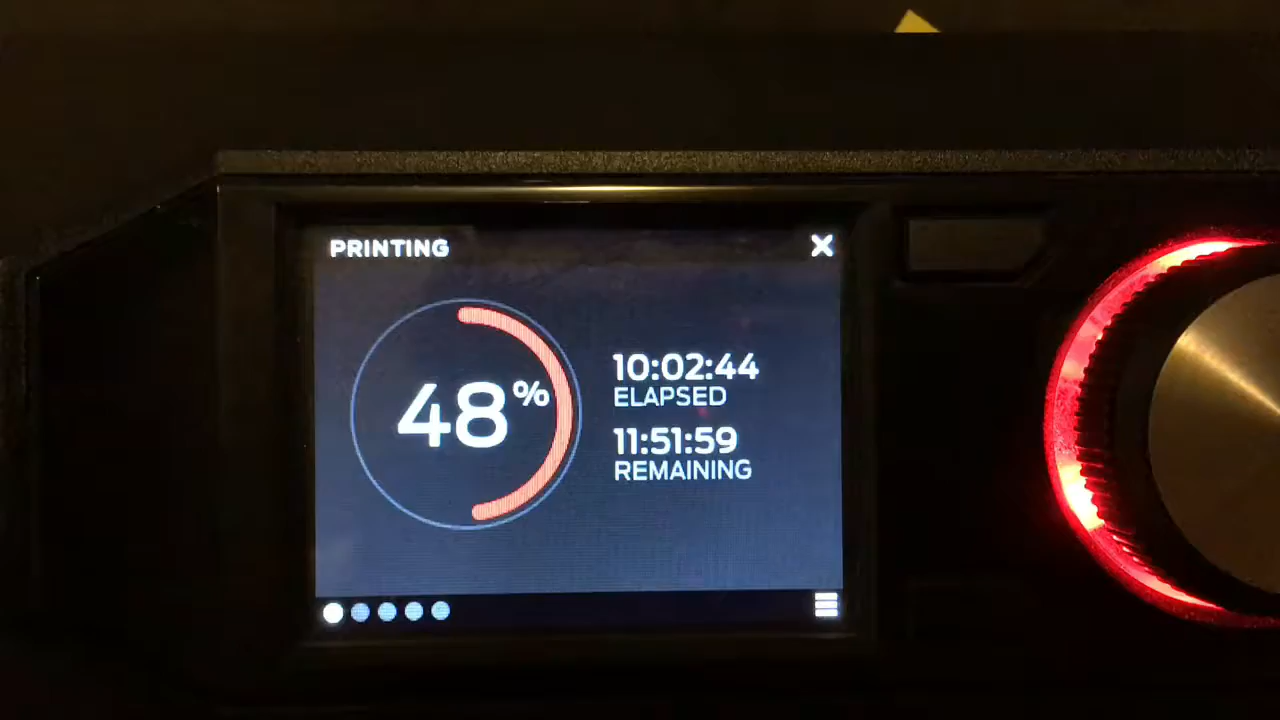 PRINTING
48%
10:02:44
ELAPSED
11:51:59
REMAINING